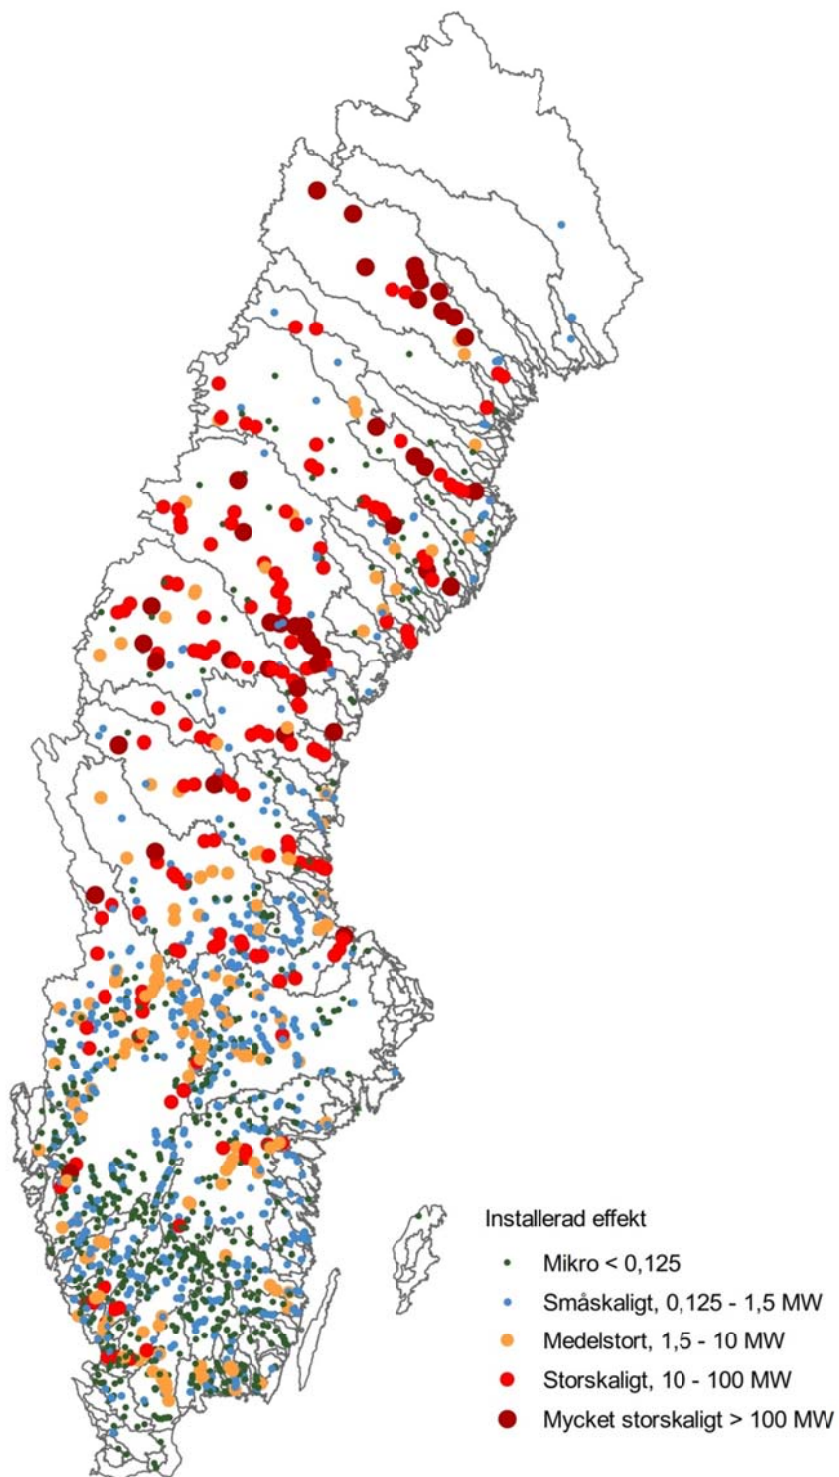 Installerad effekt
Mikro < 0,125
Småskaligt, 0,125 - 1,5 MW
Medelstort, 1,5 - 10 MW
Storskaligt, 10 - 100 MW
Mycket storskaligt > 100 MW